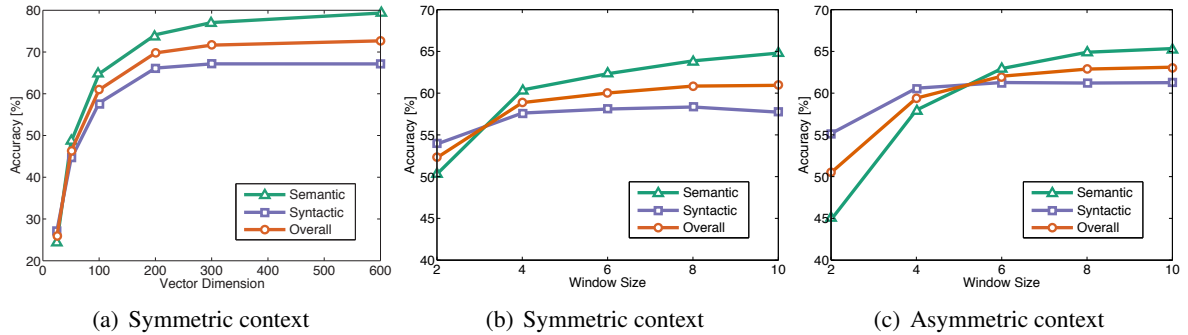 80
70
60
50
40
30
20
0 100 200 300 400 500 600
Accuracy [%]
Vector Dimension
Semantic
Syntactic
Overall
(a) Symmetric context
70
65
60
55
50
45
40
2 4 6 8 10
Accuracy [%]
Window Size
Semantic
Syntactic
Overall
(b) Symmetric context
70
65
60
55
50
45
40
2 4 6 8 10
Accuracy [%]
Window Size
Semantic
Syntactic
Overall
(c) Asymmetric context